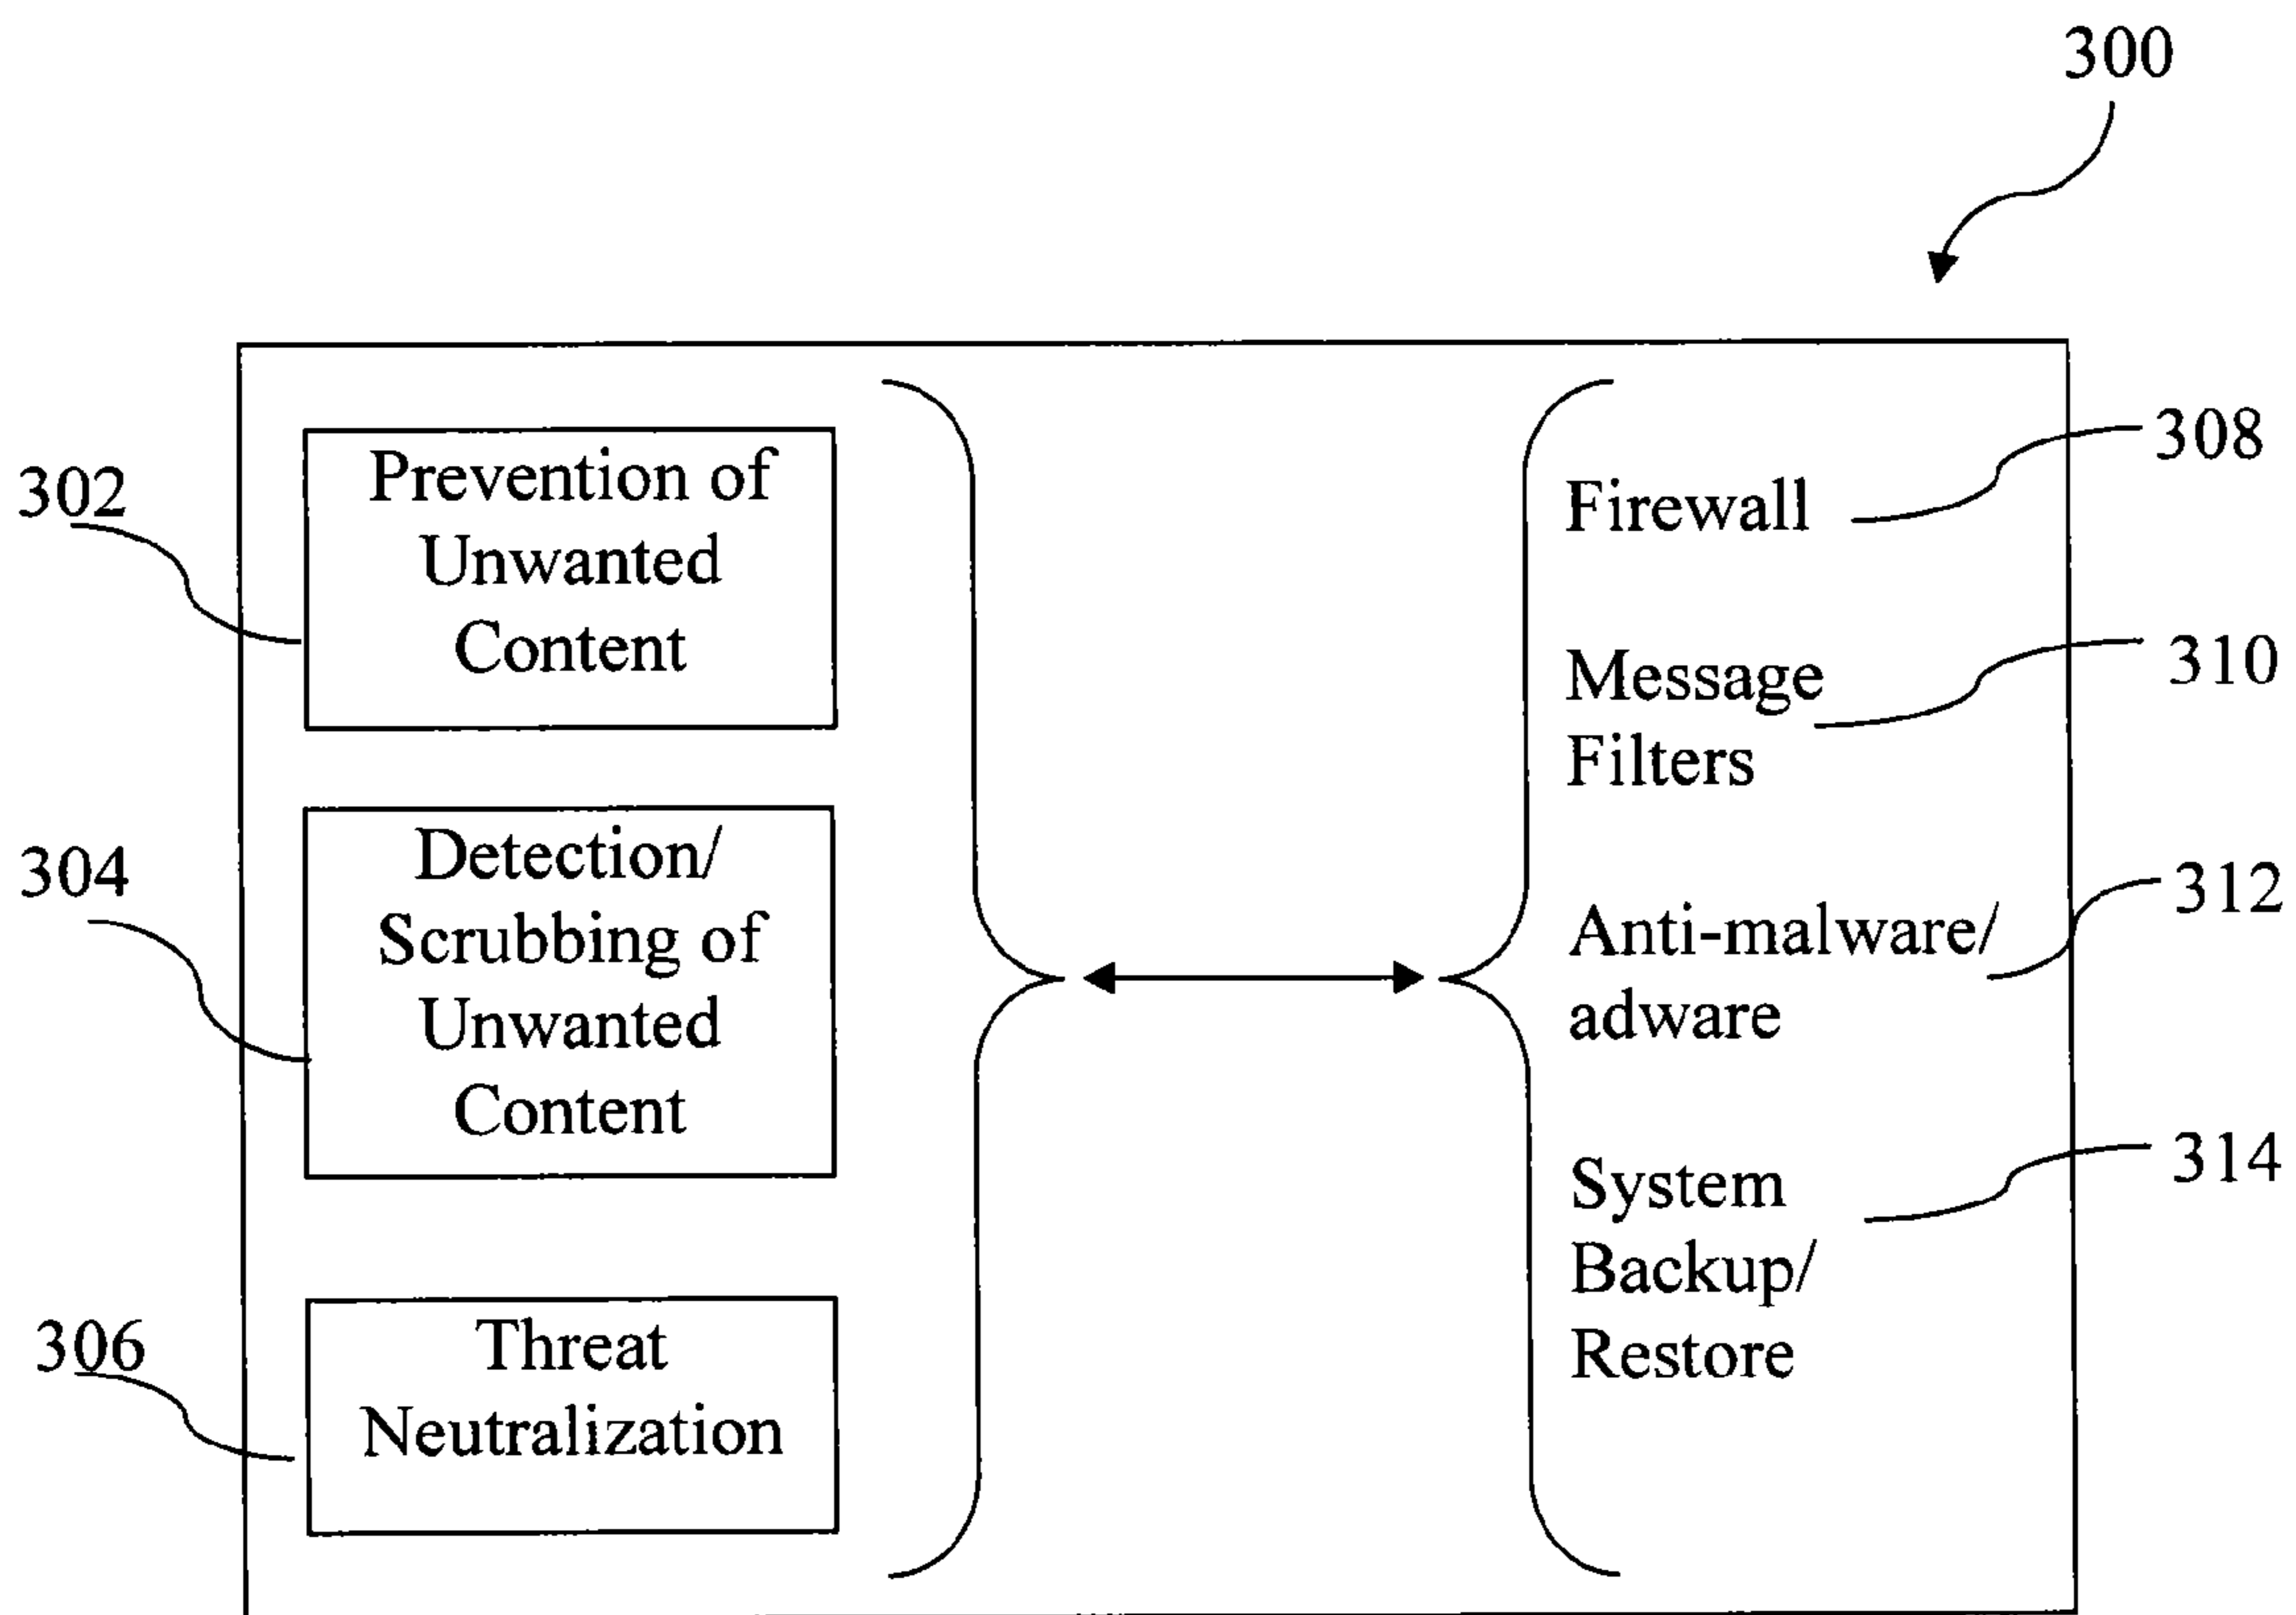 300
302
Prevention of
Unwanted
Content
304
Detection/
Scrubbing of
Unwanted
Content
306
Threat
Neutralization
Firewall
308
Message
Filters
310
Anti-malware/
adware
312
System
Backup/
Restore
314